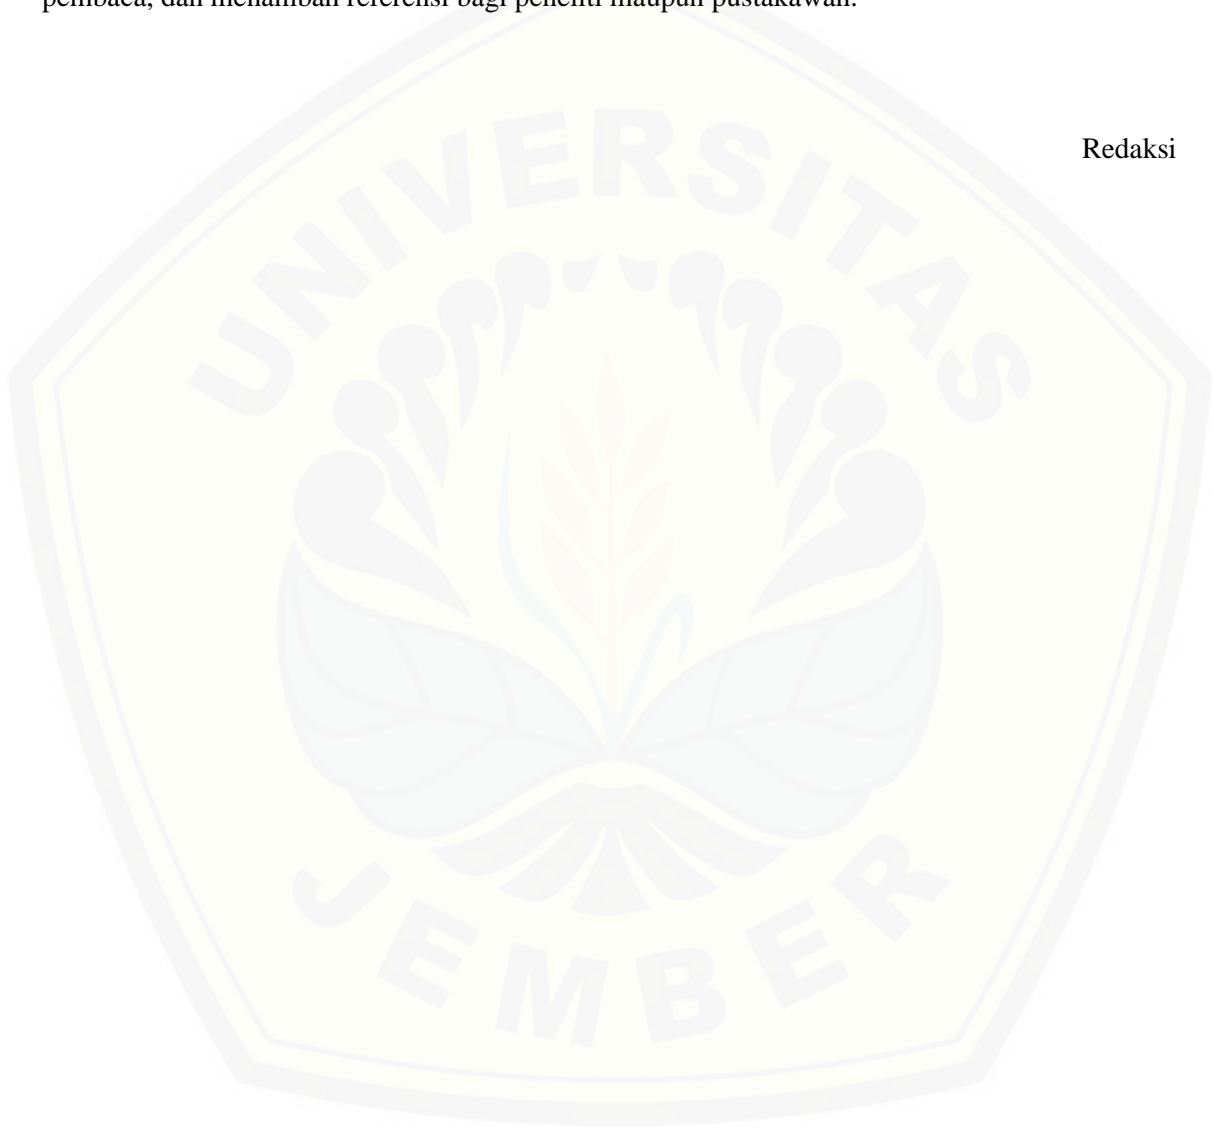 pembaca, dan menambah referensi bagi peneliti maupun pustakawan.
Redaksi
UNIVERSITAS
JEMBER